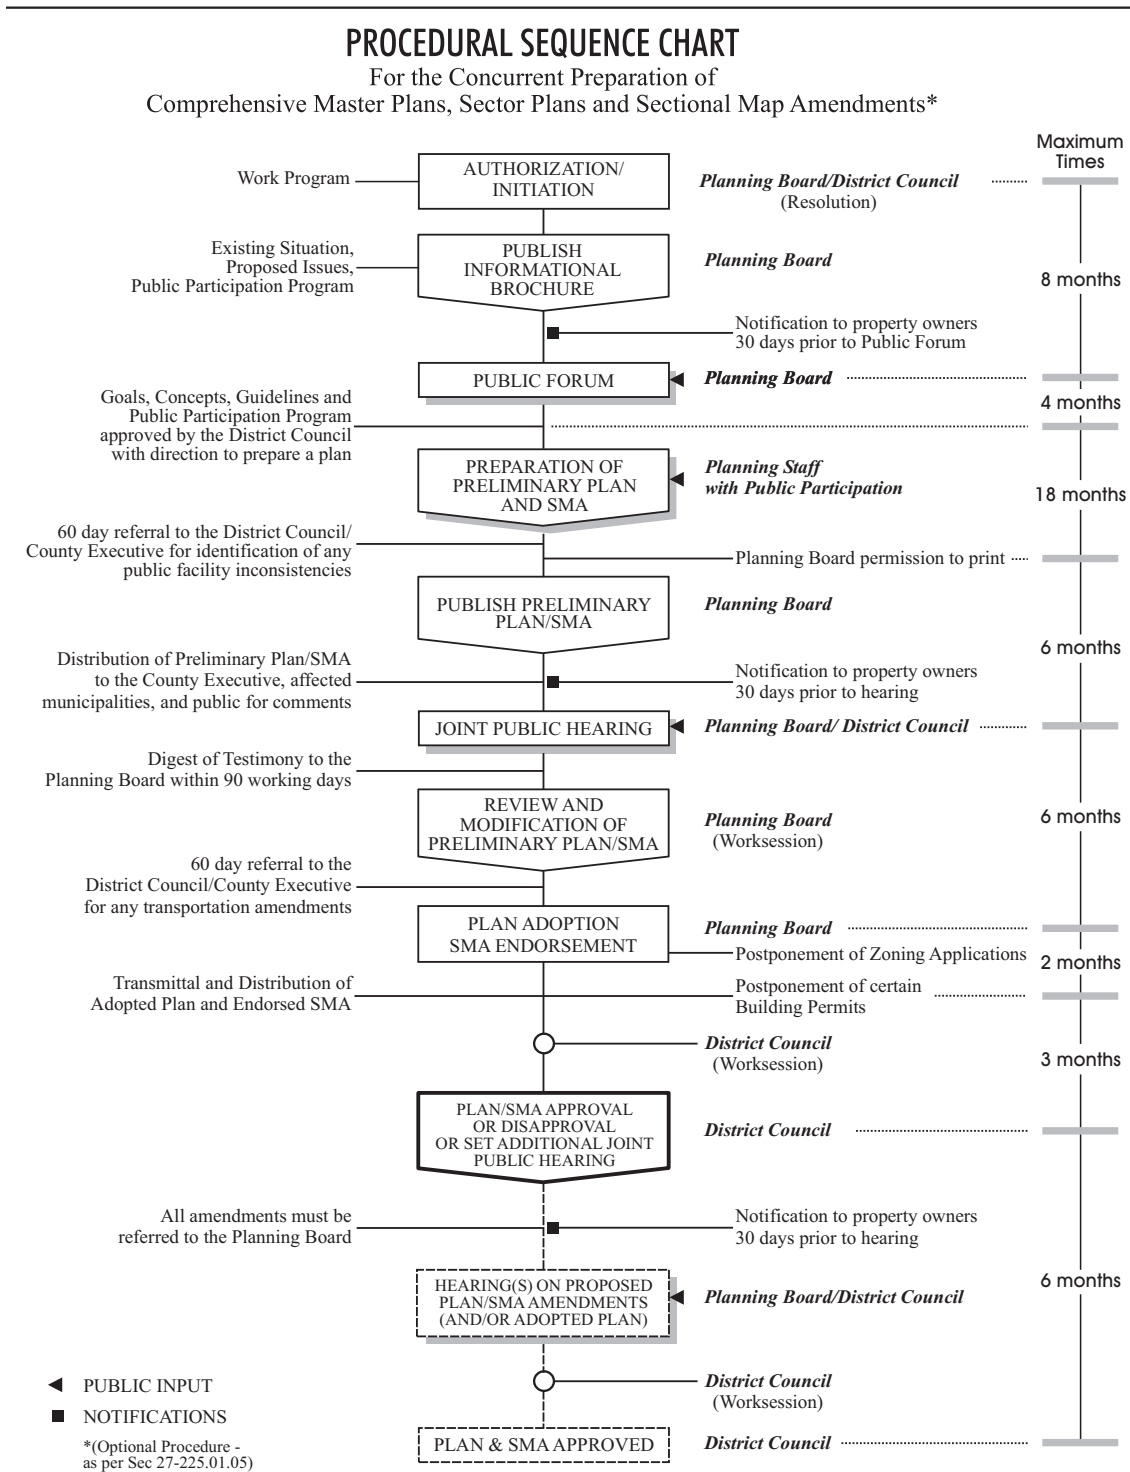 PROCEDURAL SEQUENCE CHART
For the Concurrent Preparation of
Comprehensive Master Plans, Sector Plans and Sectional Map Amendments*
Maximum
Times
Work Program
AUTHORIZATION/
INITIATION
Planning Board/District Council
(Resolution)
Existing Situation,
Proposed Issues,
Public Participation Program
PUBLISH
INFORMATIONAL
BROCHURE
Planning Board
8 months
Notification to property owners
30 days prior to Public Forum
PUBLIC FORUM
Planning Board
4 months
Goals, Concepts, Guidelines and
Public Participation Program
approved by the District Council
with direction to prepare a plan
PREPARATION OF
PRELIMINARY PLAN
AND SMA
Planning Staff
with Public Participation
18 months
60 day referral to the District Council/
County Executive for identification of any
public facility inconsistencies
Planning Board permission to print
PUBLISH PRELIMINARY
PLAN/SMA
Planning Board
6 months
Distribution of Preliminary Plan/SMA
to the County Executive, affected
municipalities, and public for comments
Notification to property owners
30 days prior to hearing
JOINT PUBLIC HEARING
Planning Board/ District Council
Digest of Testimony to the
Planning Board within 90 working days
REVIEW AND
MODIFICATION OF
PRELIMINARY PLAN/SMA
Planning Board
(Worksession)
6 months
60 day referral to the
District Council/County Executive
for any transportation amendments
PLAN ADOPTION
SMA ENDORSEMENT
Planning Board
Postponement of Zoning Applications
2 months
Transmittal and Distribution of
Adopted Plan and Endorsed SMA
Postponement of certain
Building Permits
District Council
(Worksession)
3 months
PLAN/SMA APPROVAL
OR DISAPPROVAL
OR SET ADDITIONAL JOINT
PUBLIC HEARING
District Council
All amendments must be
referred to the Planning Board
Notification to property owners
30 days prior to hearing
HEARING(S) ON PROPOSED
PLAN/SMA AMENDMENTS
(AND/OR ADOPTED PLAN)
Planning Board/District Council
6 months
District Council
(Worksession)
PLAN & SMA APPROVED
District Council
PUBLIC INPUT
NOTIFICATIONS
*(Optional Procedure -
as per Sec 27-225.01.05)